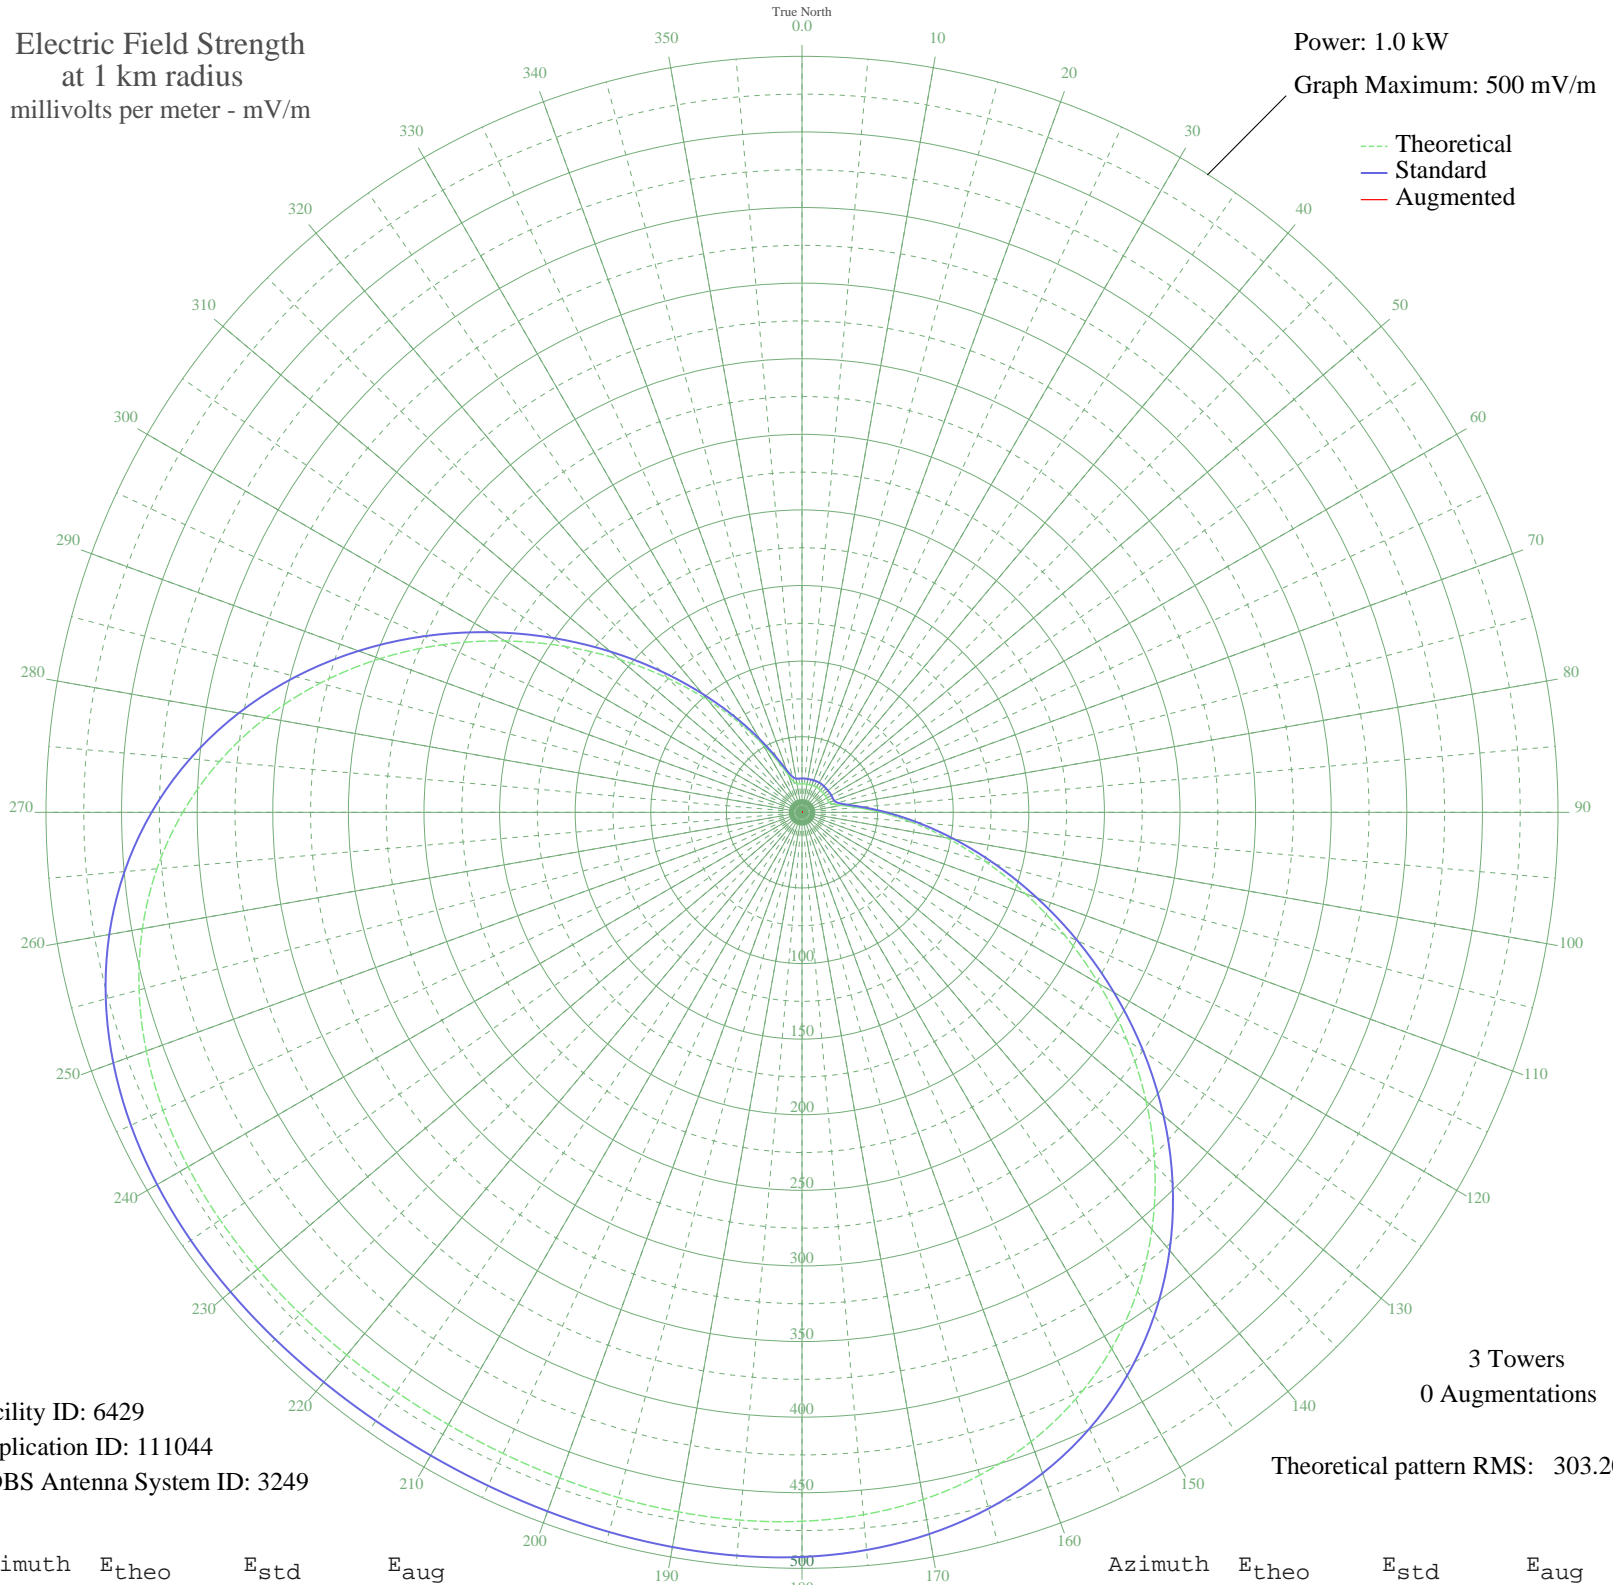 True North
0.0
Electric Field Strength
at 1 km radius
millivolts per meter - mV/m
Power: 1.0 kW
Graph Maximum: 500 mV/m
Theoretical
Standard
Augmented
10
20
30
40
50
60
70
80
90
100
110
120
130
140
150
160
170
190
200
210
220
230
240
250
260
270
280
290
300
310
320
330
340
350
100
150
200
250
300
350
400
450
500
3 Towers
0 Augmentations
Theoretical pattern RMS: 303.2
cility ID: 6429
plication ID: 111044
DBS Antenna System ID: 3249
imuth Etheo Estd Eaug
Azimuth Etheo Estd Eaug